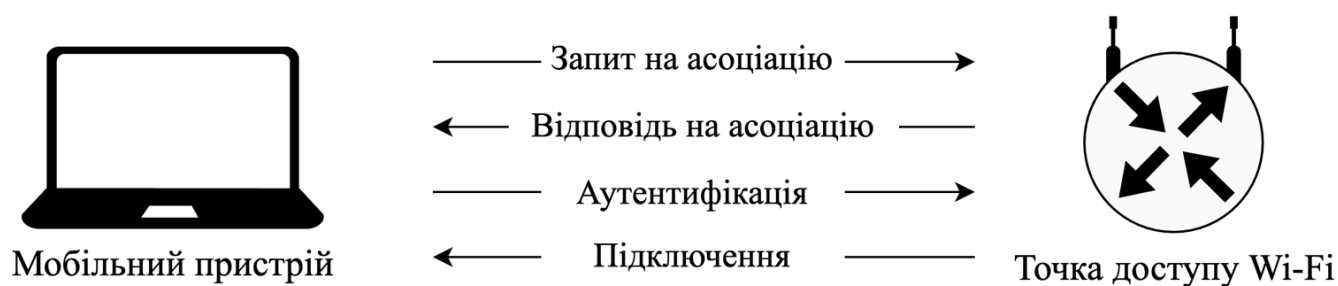 Запит на асоціацію
Відповідь на асоціацію
Аутентифікація
Підключення
Мобільний пристрій
Точка доступу Wi-Fi